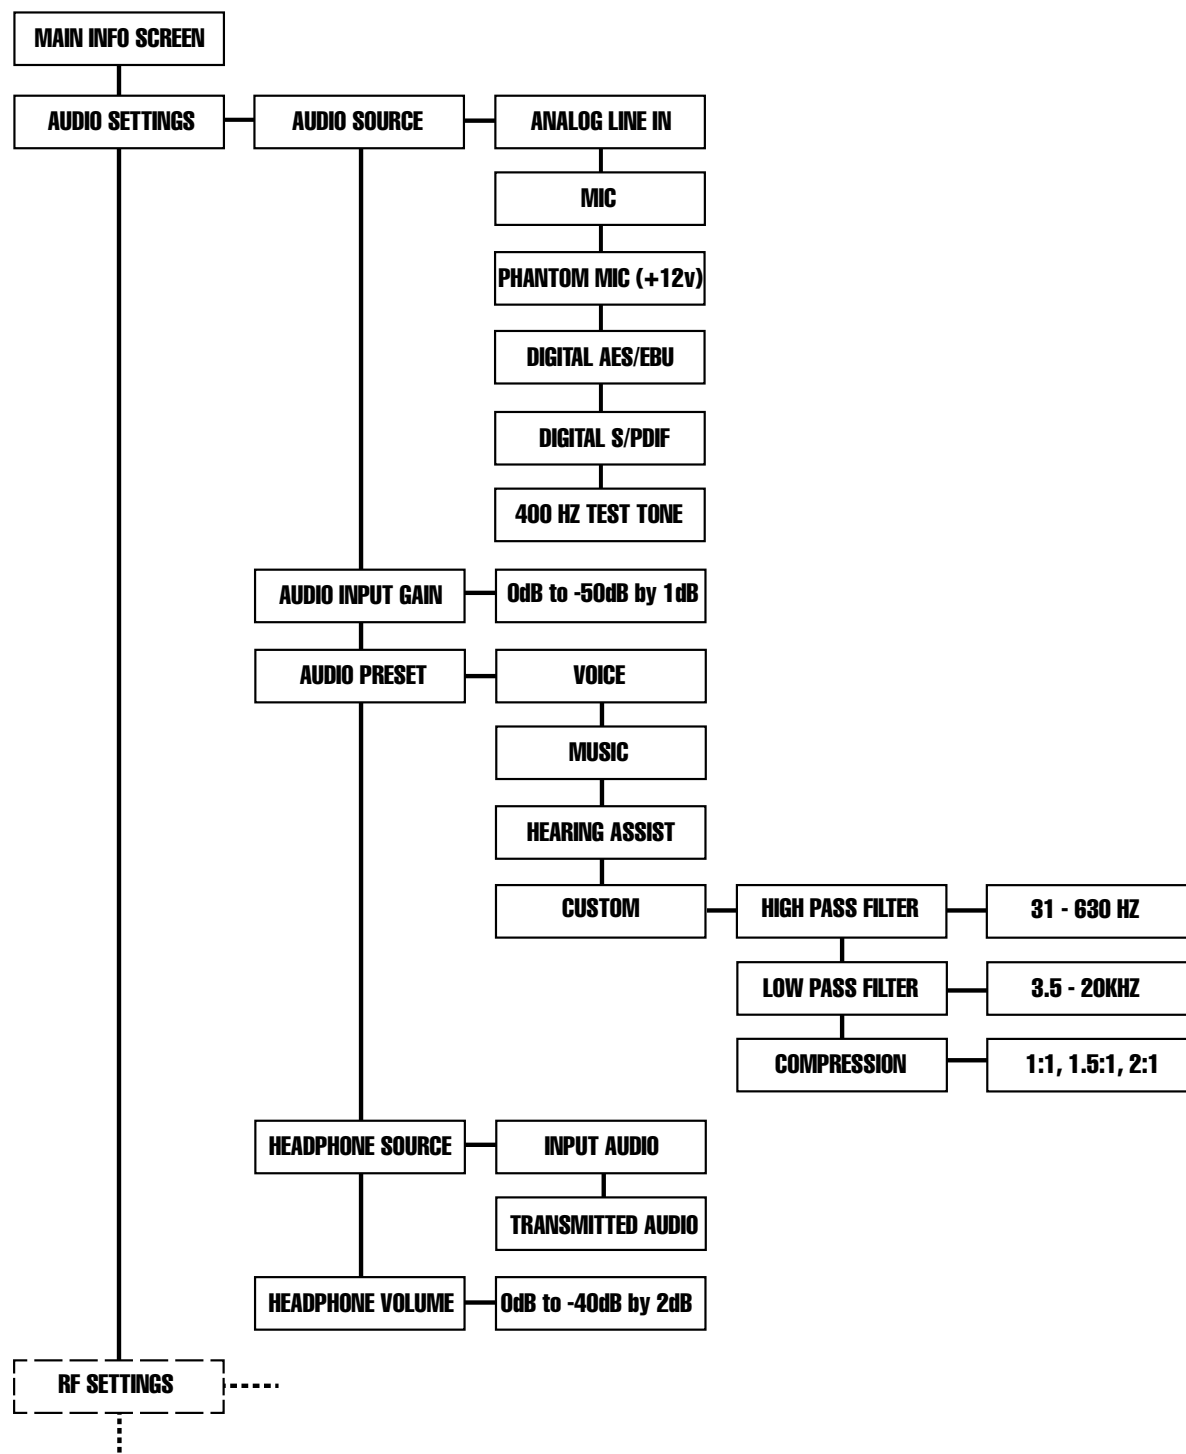 MAIN INFO SCREEN
AUDIO SETTINGS
AUDIO SOURCE
ANALOG LINE IN
MIC
PHANTOM MIC (+12v)
DIGITAL AES/EBU
DIGITAL S/PDIF
400 HZ TEST TONE
AUDIO INPUT GAIN
0dB to -50dB by 1dB
AUDIO PRESET
VOICE
MUSIC
HEARING ASSIST
CUSTOM
HIGH PASS FILTER
31 - 630 HZ
LOW PASS FILTER
3.5 - 20KHZ
COMPRESSION
1:1, 1.5:1, 2:1
HEADPHONE SOURCE
INPUT AUDIO
TRANSMITTED AUDIO
HEADPHONE VOLUME
0dB to -40dB by 2dB
RF SETTINGS